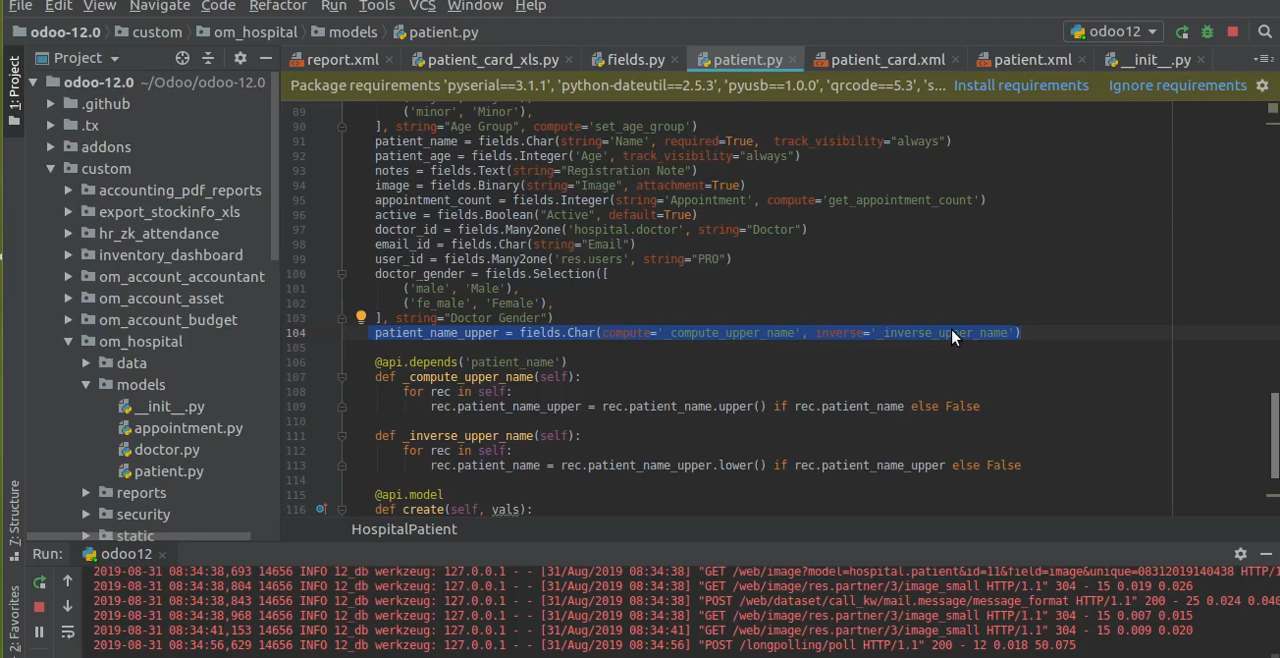 File Edit View Navigate Code Refactor Run Tools VCS Window Help
odoo-12.0 custom om_hospital models patient.py odoo12
1: Project
Project
report.xml patient_card_xls.py fields.py patient.py patient_card.xml patient.xml __init__.py
Package requirements 'pyserial==3.1.1', 'python-dateutil==2.5.3', 'pyusb==1.0.0', 'qrcode==5.3', 's... Install requirements Ignore requirements
odoo-12.0 ~/Odoo/odoo-12.0
.github
.tx
addons
custom
accounting_pdf_reports
export_stockinfo_xls
hr_zk_attendance
inventory_dashboard
om_account_accountant
om_account_asset
om_account_budget
om_hospital
data
models
__init__.py
appointment.py
doctor.py
patient.py
reports
security
static
89 ('minor', 'Minor'),
90 ], string="Age Group", compute='set_age_group')
91 patient_name = fields.Char(string='Name', required=True, track_visibility="always")
92 patient_age = fields.Integer('Age', track_visibility="always")
93 notes = fields.Text(string="Registration Note")
94 image = fields.Binary(string="Image", attachment=True)
95 appointment_count = fields.Integer(string='Appointment', compute='get_appointment_count')
96 active = fields.Boolean("Active", default=True)
97 doctor_id = fields.Many2one('hospital.doctor', string="Doctor")
98 email_id = fields.Char(string="Email")
99 user_id = fields.Many2one('res.users', string="PRO")
100 doctor_gender = fields.Selection([
101 ('male', 'Male'),
102 ('fe_male', 'Female'),
103 ], string="Doctor Gender")
104 patient_name_upper = fields.Char(compute='_compute_upper_name', inverse='_inverse_upper_name')
105
106 @api.depends('patient_name')
107 def _compute_upper_name(self):
108 for rec in self:
109 rec.patient_name_upper = rec.patient_name.upper() if rec.patient_name else False
110
111 def _inverse_upper_name(self):
112 for rec in self:
113 rec.patient_name = rec.patient_name_upper.lower() if rec.patient_name_upper else False
114
115 @api.model
116 def create(self, vals):
HospitalPatient
7: Structure
2: Favorites
Run: odoo12
2019-08-31 08:34:38,693 14656 INFO 12_db werkzeug: 127.0.0.1 - - [31/Aug/2019 08:34:38] "GET /web/image?model=hospital.patient&id=11&field=image&unique=08312019140438 HTTP/1
2019-08-31 08:34:38,804 14656 INFO 12_db werkzeug: 127.0.0.1 - - [31/Aug/2019 08:34:38] "GET /web/image/res.partner/3/image_small HTTP/1.1" 304 - 15 0.019 0.026
2019-08-31 08:34:38,843 14656 INFO 12_db werkzeug: 127.0.0.1 - - [31/Aug/2019 08:34:38] "POST /web/dataset/call_kw/mail.message/message_format HTTP/1.1" 200 - 25 0.024 0.040
2019-08-31 08:34:38,968 14656 INFO 12_db werkzeug: 127.0.0.1 - - [31/Aug/2019 08:34:38] "GET /web/image/res.partner/3/image_small HTTP/1.1" 304 - 15 0.007 0.015
2019-08-31 08:34:41,153 14656 INFO 12_db werkzeug: 127.0.0.1 - - [31/Aug/2019 08:34:41] "GET /web/image/res.partner/3/image_small HTTP/1.1" 304 - 15 0.009 0.020
2019-08-31 08:34:56,629 14656 INFO 12_db werkzeug: 127.0.0.1 - - [31/Aug/2019 08:34:56] "POST /longpolling/poll HTTP/1.1" 200 - 12 0.018 50.075